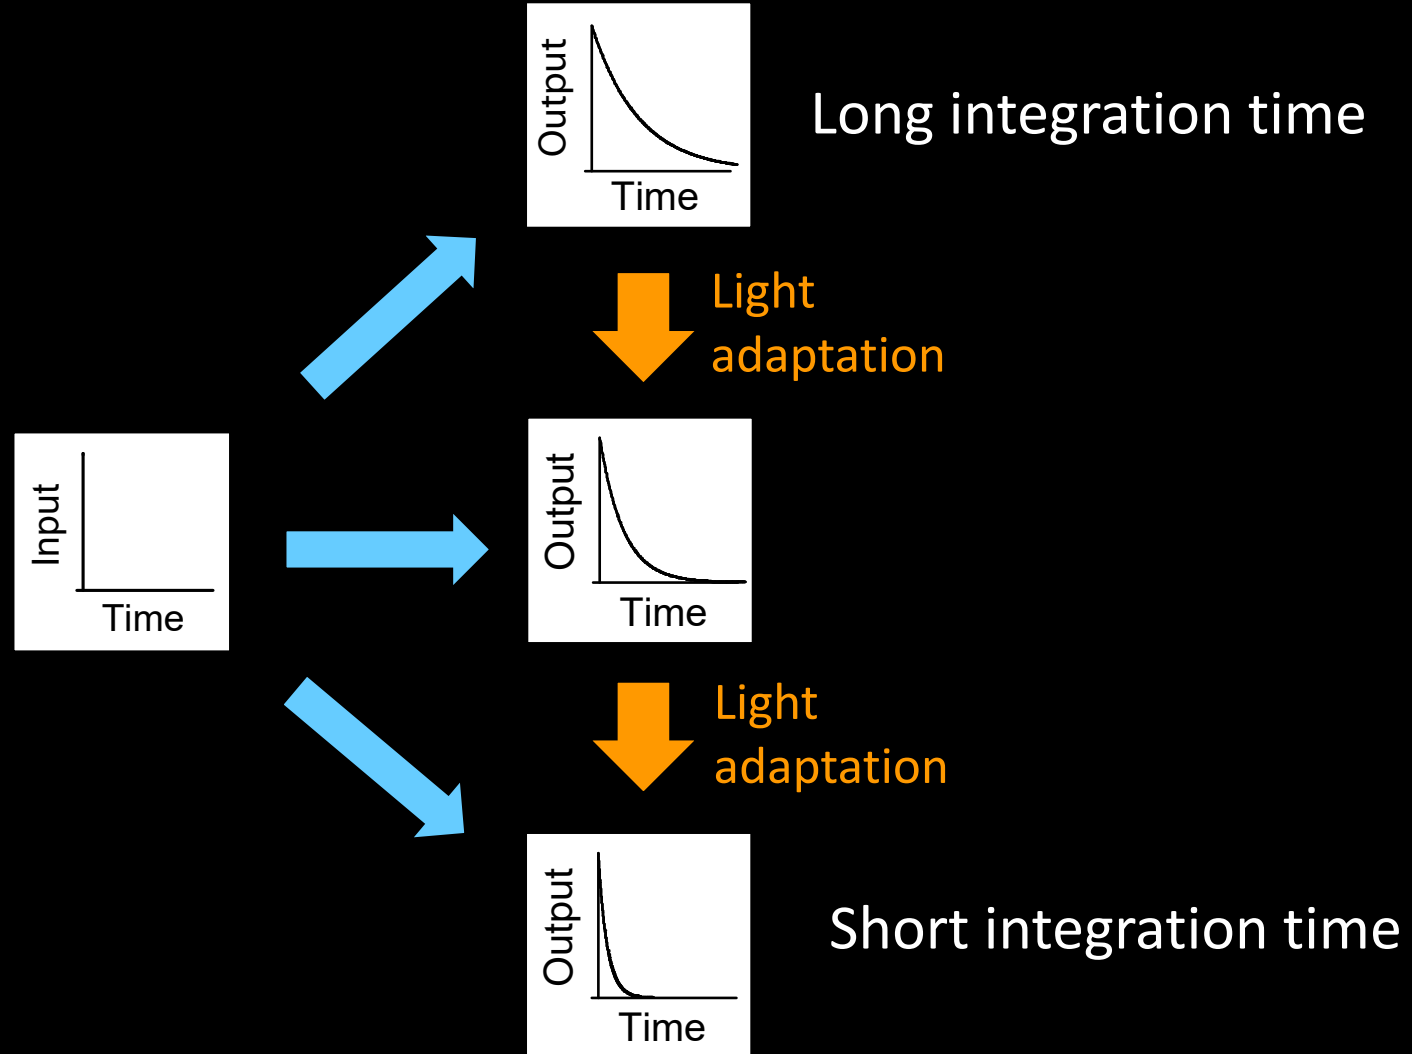 Output
Time
Long integration time
Light
adaptation
Input
Time
Output
Time
Light
adaptation
Output
Time
Short integration time